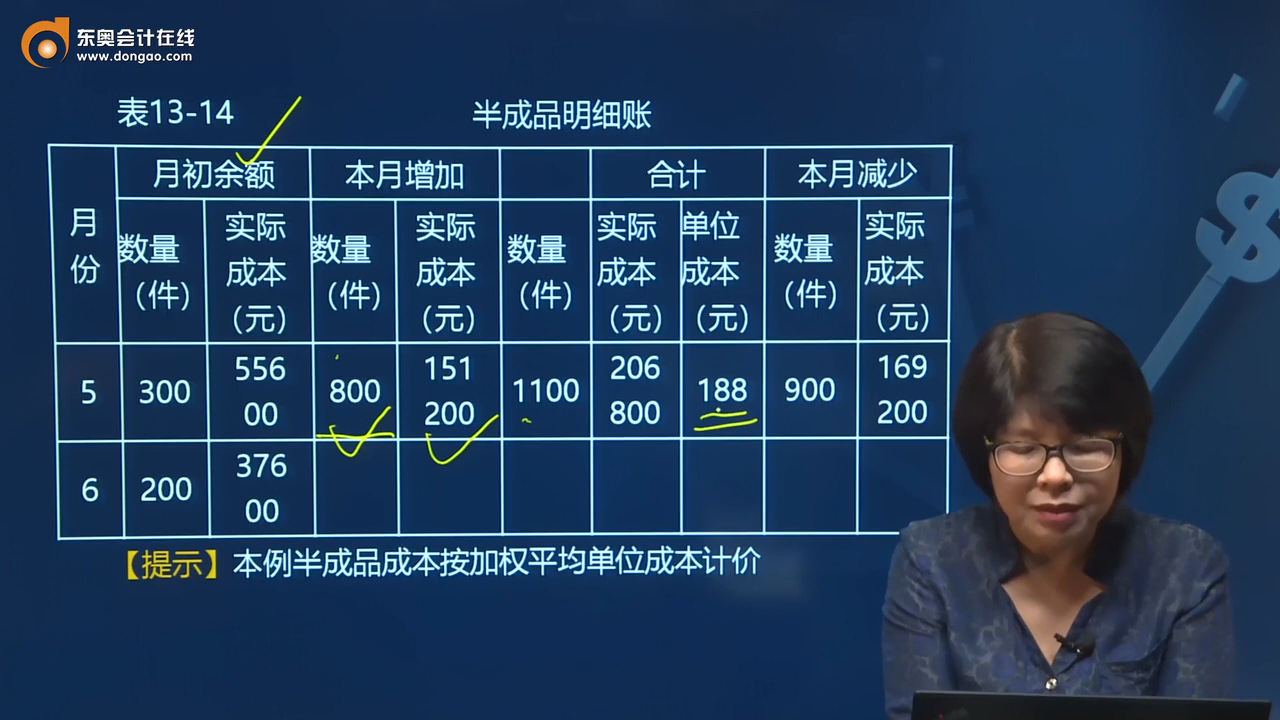 东奥会计在线
www.dongao.com
表13-14 半成品明细账
月份 月初余额 本月增加 合计 本月减少
数量（件） 实际成本（元） 数量（件） 实际成本（元） 数量（件） 实际成本（元） 单位成本（元） 数量（件） 实际成本（元）
5 300 55600 800 151200 1100 206800 188 900 169200
6 200 37600
【提示】本例半成品成本按加权平均单位成本计价